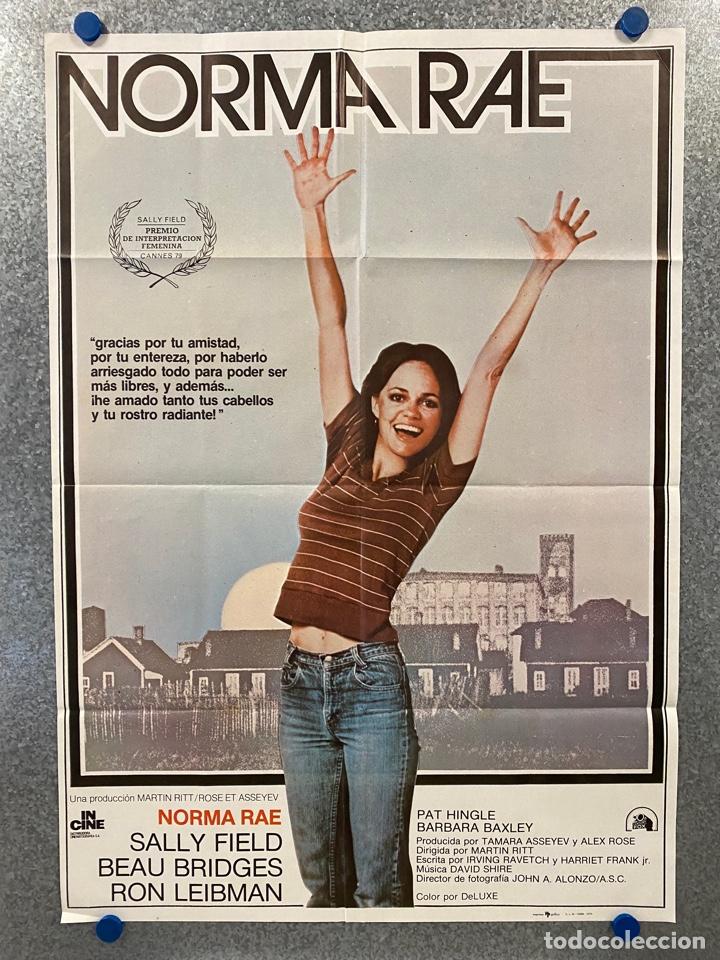 NORMA RAE
SALLY FIELD
PREMIO
DE INTERPRETACION
FEMENINA
CANNES 79
"gracias por tu amistad,
por tu entereza, por haberlo
arriesgado todo para poder ser
más libres, y además...
¡he amado tanto tus cabellos
y tu rostro radiante!"
Una producción MARTIN RITT/ROSE ET ASSEYEV
IN
CINE
NORMA RAE
SALLY FIELD
BEAU BRIDGES
RON LEIBMAN
PAT HINGLE
BARBARA BAXLEY
Producida por TAMARA ASSEYEV y ALEX ROSE
Dirigida por MARTIN RITT
Escrita por IRVING RAVETCH y HARRIET FRANK jr.
Música DAVID SHIRE
Director de fotografía JOHN A. ALONZO/A.S.C.
Color por DeLUXE
todocoleccion